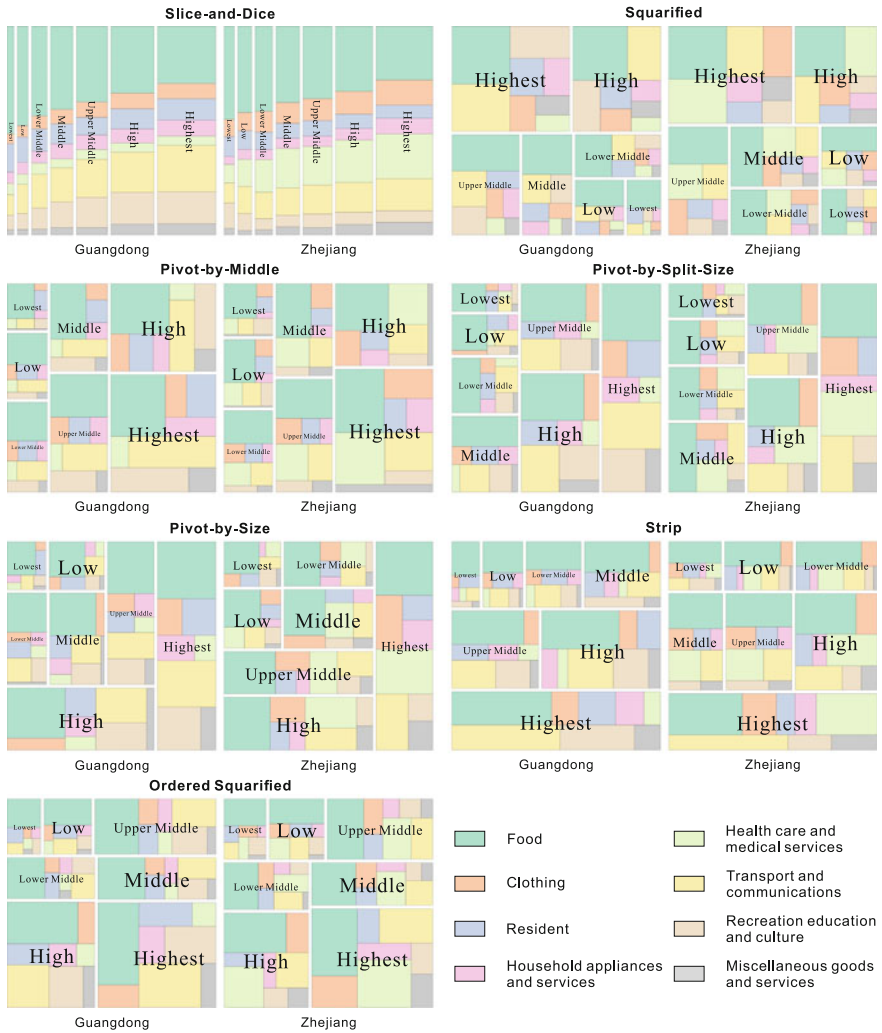 Slice-and-Dice
Lowest
Low
Lower Middle
Middle
Upper Middle
High
Highest
Lowest
Low
Lower Middle
Middle
Upper Middle
High
Highest
Guangdong
Zhejiang
Squarified
Highest
High
Upper Middle
Middle
Lower Middle
Low
Lowest
Highest
High
Upper Middle
Middle
Low
Lower Middle
Lowest
Guangdong
Zhejiang
Pivot-by-Middle
Lowest
Middle
High
Low
Lower Middle
Upper Middle
Highest
Lowest
Middle
High
Low
Lower Middle
Upper Middle
Highest
Guangdong
Zhejiang
Pivot-by-Split-Size
Lowest
Low
Upper Middle
Lower Middle
Highest
Middle
High
Lowest
Low
Upper Middle
Lower Middle
Highest
Middle
High
Guangdong
Zhejiang
Pivot-by-Size
Lowest
Low
Upper Middle
Lower Middle
Middle
Highest
High
Lowest
Lower Middle
Low
Middle
Highest
Upper Middle
High
Guangdong
Zhejiang
Strip
Lowest
Low
Lower Middle
Middle
Upper Middle
High
Highest
Lowest
Low
Lower Middle
Middle
Upper Middle
High
Highest
Guangdong
Zhejiang
Ordered Squarified
Lowest
Low
Upper Middle
Lower Middle
Middle
High
Highest
Lowest
Low
Upper Middle
Lower Middle
Middle
High
Highest
Guangdong
Zhejiang
Food
Clothing
Resident
Household appliances
and services
Health care and
medical services
Transport and
communications
Recreation education
and culture
Miscellaneous goods
and services